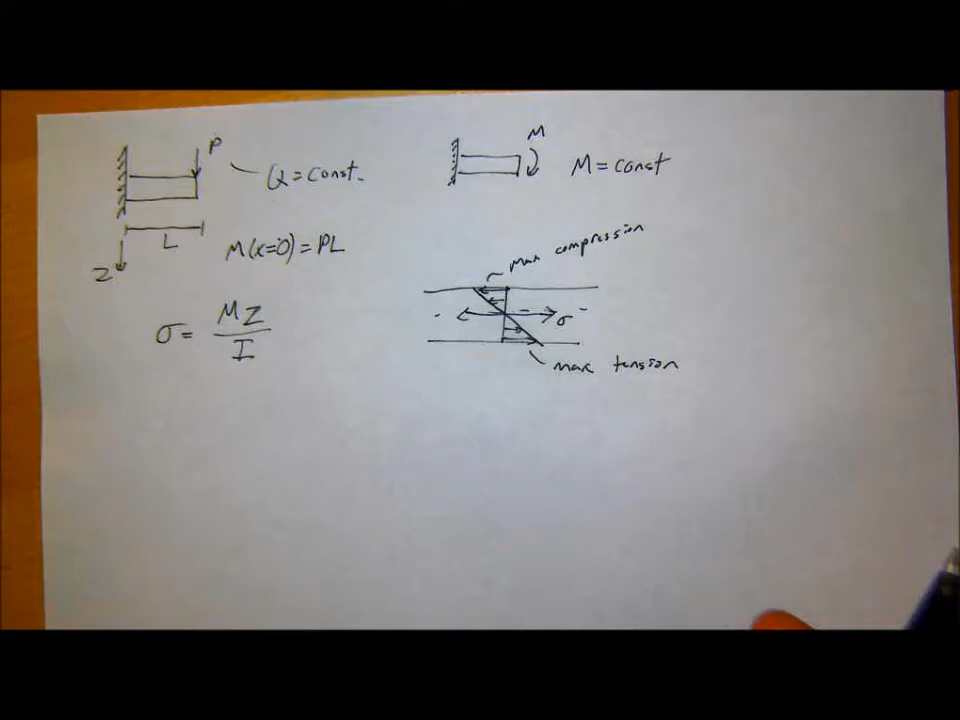 P
Q = const.
L
Z
M(x=0) = PL
σ = MZ / I
M
M = const
max compression
- σ -
max tension